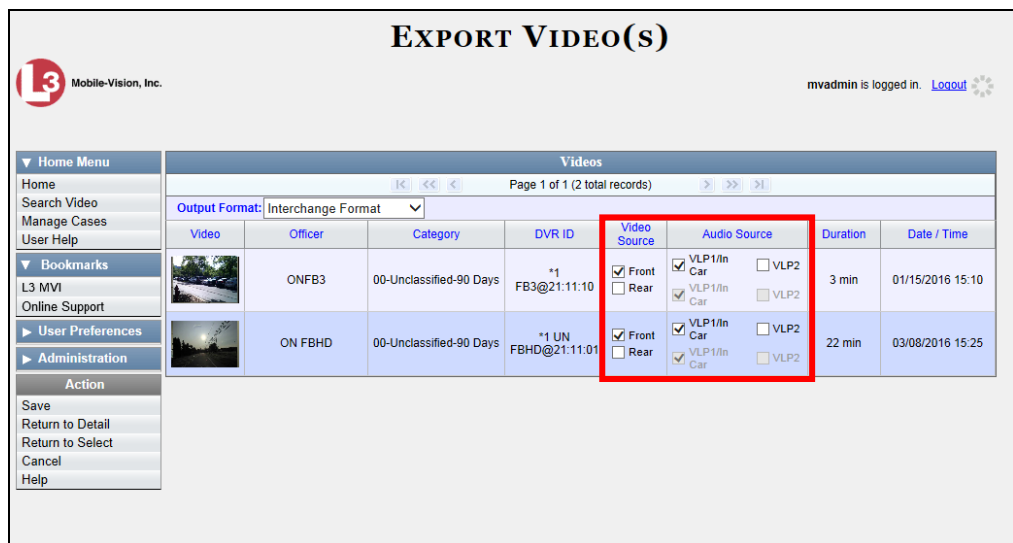 EXPORT VIDEO(S)
L3 Mobile-Vision, Inc.
mvadmin is logged in. Logout
▼ Home Menu
Home
Search Video
Manage Cases
User Help
▼ Bookmarks
L3 MVI
Online Support
▶ User Preferences
▶ Administration
Action
Save
Return to Detail
Return to Select
Cancel
Help
Videos
Page 1 of 1 (2 total records)
Output Format: Interchange Format
Video Officer Category DVR ID Video Source Audio Source Duration Date / Time
ONFB3 00-Unclassified-90 Days *1 FB3@21:11:10
Front VLP1/In Car VLP2
Rear VLP1/In Car VLP2
3 min 01/15/2016 15:10
ON FBHD 00-Unclassified-90 Days *1 UN FBHD@21:11:01
Front VLP1/In Car VLP2
Rear VLP1/In Car VLP2
22 min 03/08/2016 15:25